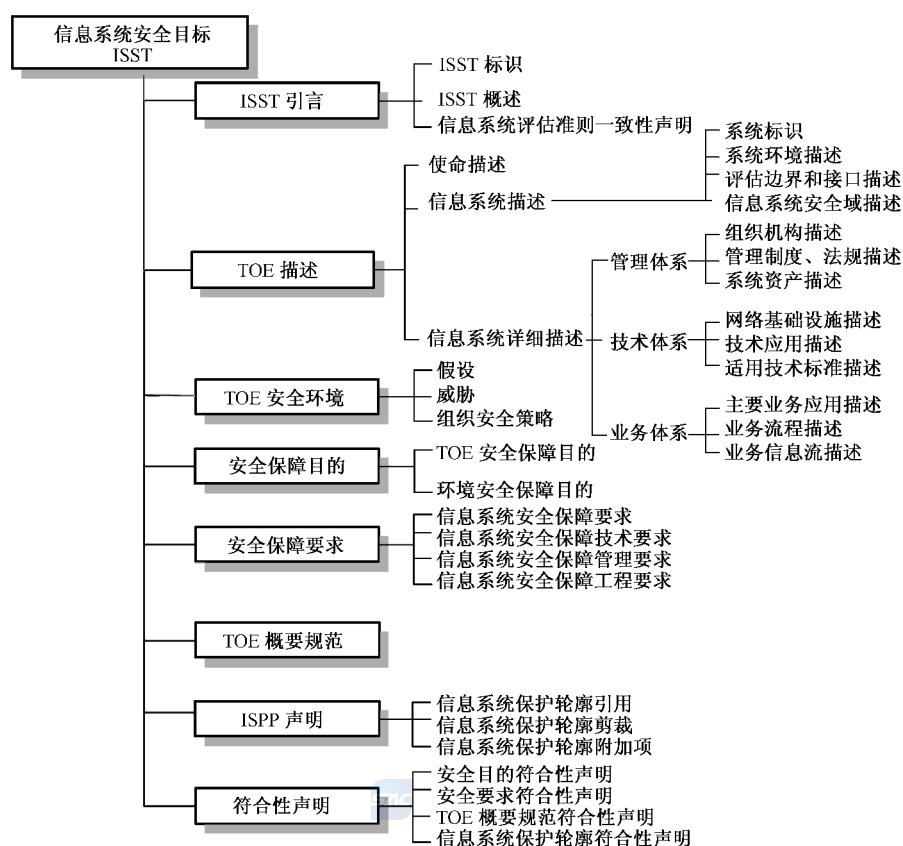 信息系统安全目标
ISST
ISST 引言
ISST 标识
ISST 概述
信息系统评估准则一致性声明
TOE 描述
使命描述
信息系统描述
系统标识
系统环境描述
评估边界和接口描述
信息系统安全域描述
信息系统详细描述
管理体系
组织机构描述
管理制度、法规描述
系统资产描述
技术体系
网络基础设施描述
技术应用描述
适用技术标准描述
业务体系
主要业务应用描述
业务流程描述
业务信息流描述
TOE 安全环境
假设
威胁
组织安全策略
安全保障目的
TOE 安全保障目的
环境安全保障目的
安全保障要求
信息系统安全保障要求
信息系统安全保障技术要求
信息系统安全保障管理要求
信息系统安全保障工程要求
TOE 概要规范
ISPP 声明
信息系统保护轮廓引用
信息系统保护轮廓剪裁
信息系统保护轮廓附加项
符合性声明
安全目的符合性声明
安全要求符合性声明
TOE 概要规范符合性声明
信息系统保护轮廓符合性声明